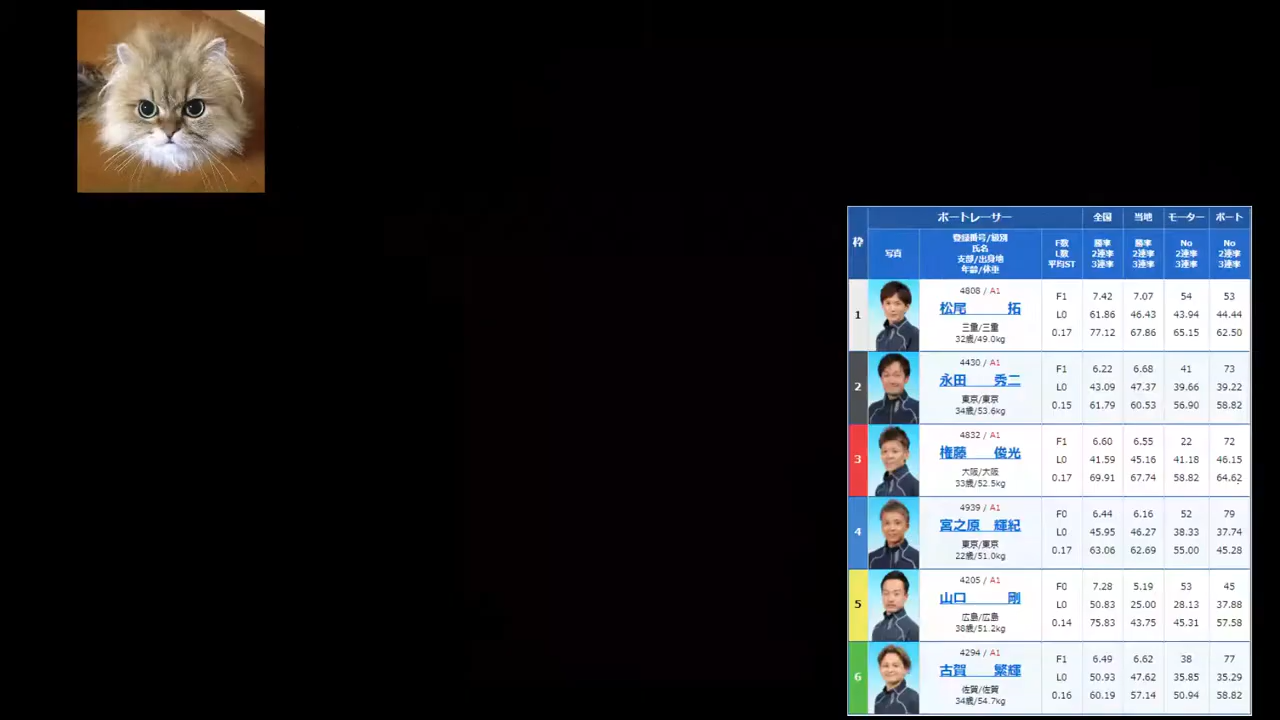 枠 ボートレーサー 全国 当地 モーター ボート
写真 登録番号/級別 氏名 支部/出身地 年齢/体重 F数 L数 平均ST 勝率 2連率 3連率 勝率 2連率 3連率 No 2連率 3連率 No 2連率 3連率
4808 / A1
1 松尾 拓 F1 7.42 7.07 54 53
三重/三重 L0 61.86 46.43 43.94 44.44
32歳/49.0kg 0.17 77.12 67.86 65.15 62.50
4430 / A1
2 永田 秀二 F1 6.22 6.68 41 73
東京/東京 L0 43.09 47.37 39.66 39.22
34歳/53.6kg 0.15 61.79 60.53 56.90 58.82
4832 / A1
3 権藤 俊光 F1 6.60 6.55 22 72
大阪/大阪 L0 41.59 45.16 41.18 46.15
33歳/52.5kg 0.17 69.91 67.74 58.82 64.62
4939 / A1
4 宮之原 輝紀 F0 6.44 6.16 52 79
東京/東京 L0 45.95 46.27 38.33 37.74
22歳/51.0kg 0.17 63.06 62.69 55.00 45.28
4205 / A1
5 山口 剛 F0 7.28 5.19 53 45
広島/広島 L0 50.83 25.00 28.13 37.88
38歳/51.2kg 0.14 75.83 43.75 45.31 57.58
4294 / A1
6 古賀 繁輝 F1 6.49 6.62 38 77
佐賀/佐賀 L0 50.93 47.62 35.85 35.29
34歳/54.7kg 0.16 60.19 57.14 50.94 58.82